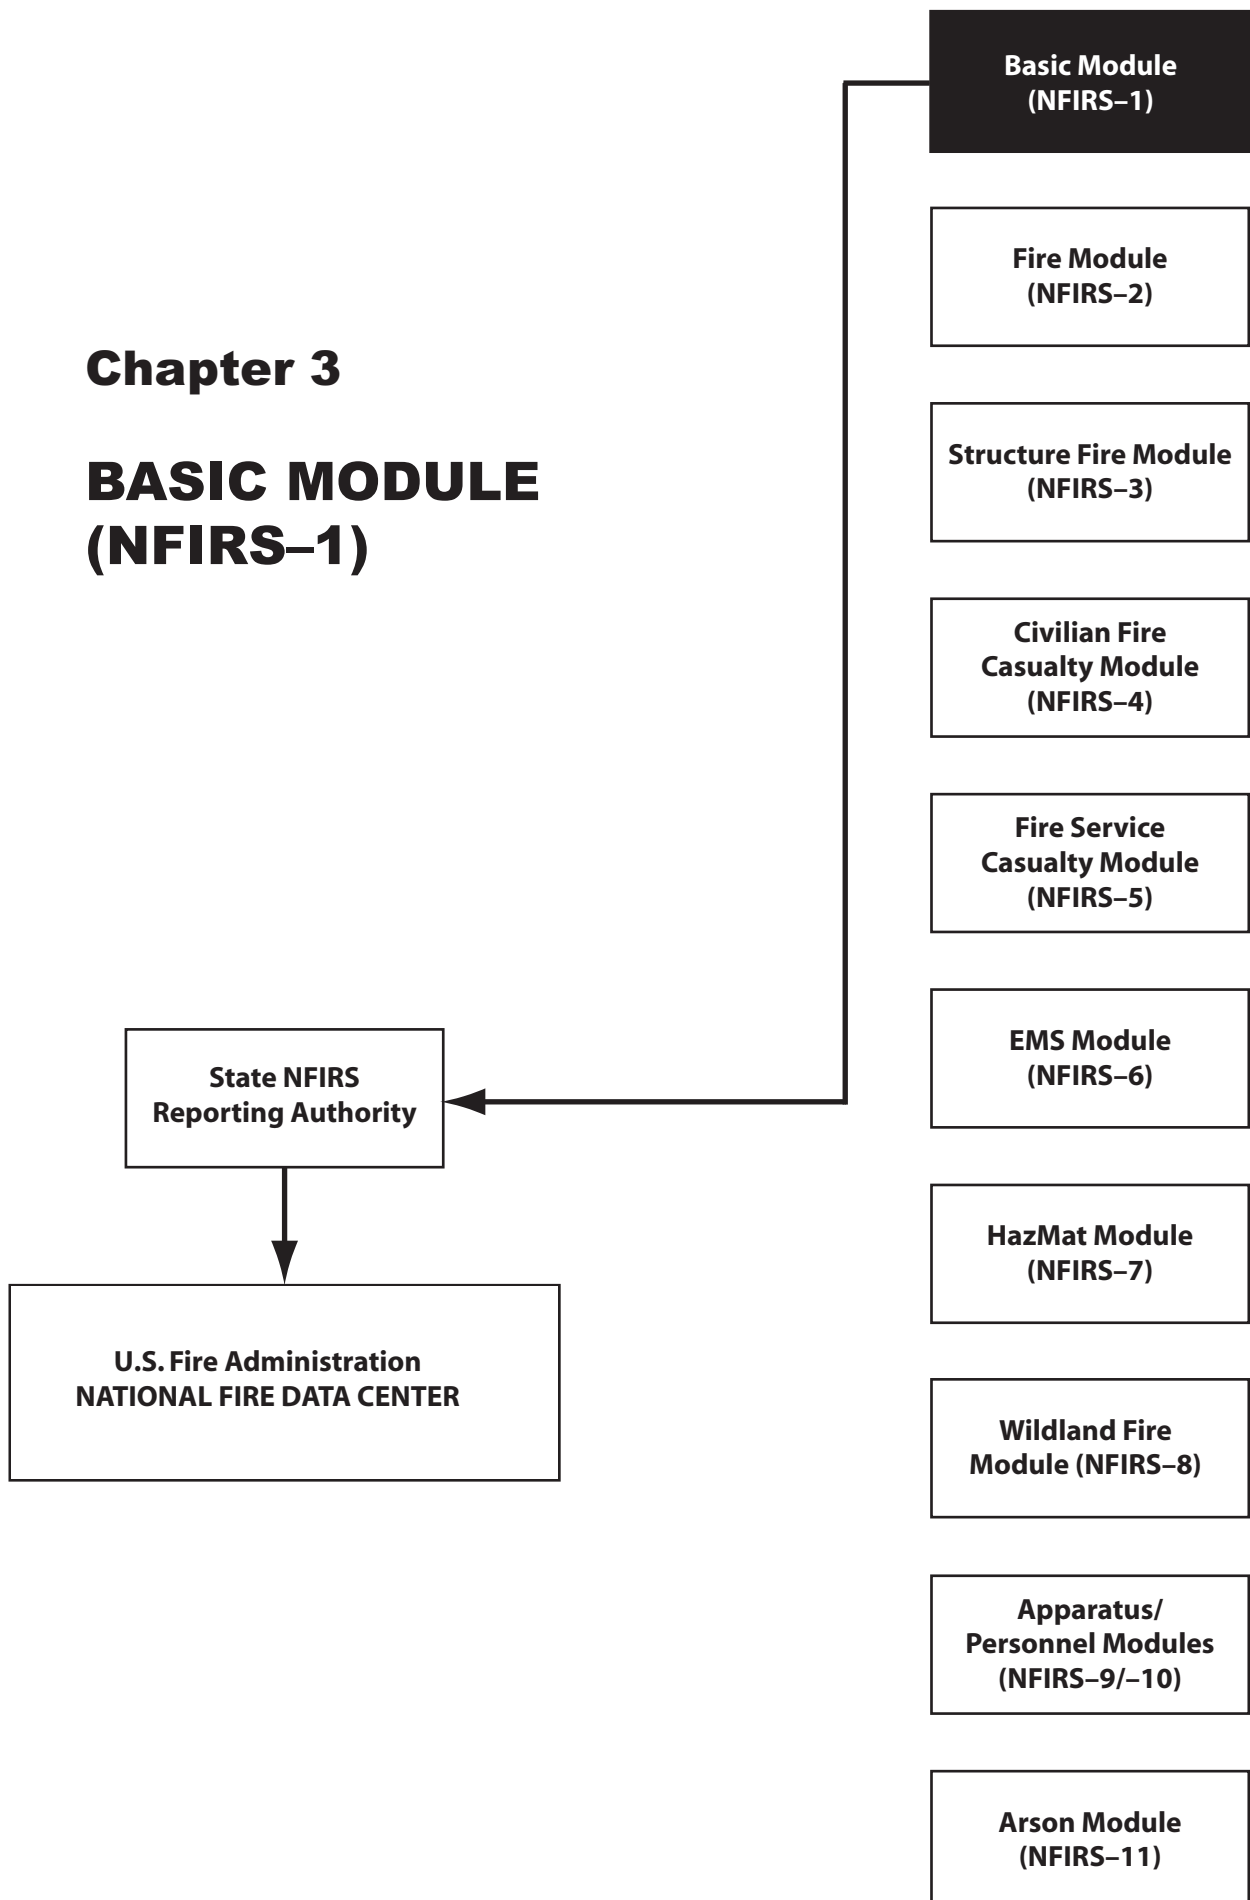 Chapter 3
BASIC MODULE
(NFIRS–1)
Basic Module
(NFIRS–1)
Fire Module
(NFIRS–2)
Structure Fire Module
(NFIRS–3)
Civilian Fire
Casualty Module
(NFIRS–4)
Fire Service
Casualty Module
(NFIRS–5)
EMS Module
(NFIRS–6)
HazMat Module
(NFIRS–7)
Wildland Fire
Module (NFIRS–8)
Apparatus/
Personnel Modules
(NFIRS–9/–10)
Arson Module
(NFIRS–11)
State NFIRS
Reporting Authority
U.S. Fire Administration
NATIONAL FIRE DATA CENTER